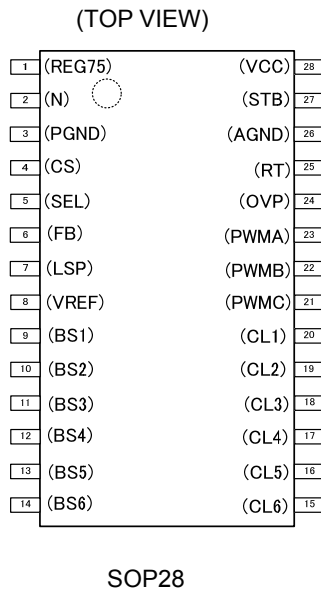 (TOP VIEW)
1 (REG75) (VCC) 28
2 (N) (STB) 27
3 (PGND) (AGND) 26
4 (CS) (RT) 25
5 (SEL) (OVP) 24
6 (FB) (PWMA) 23
7 (LSP) (PWMB) 22
8 (VREF) (PWMC) 21
9 (BS1) (CL1) 20
10 (BS2) (CL2) 19
11 (BS3) (CL3) 18
12 (BS4) (CL4) 17
13 (BS5) (CL5) 16
14 (BS6) (CL6) 15
SOP28